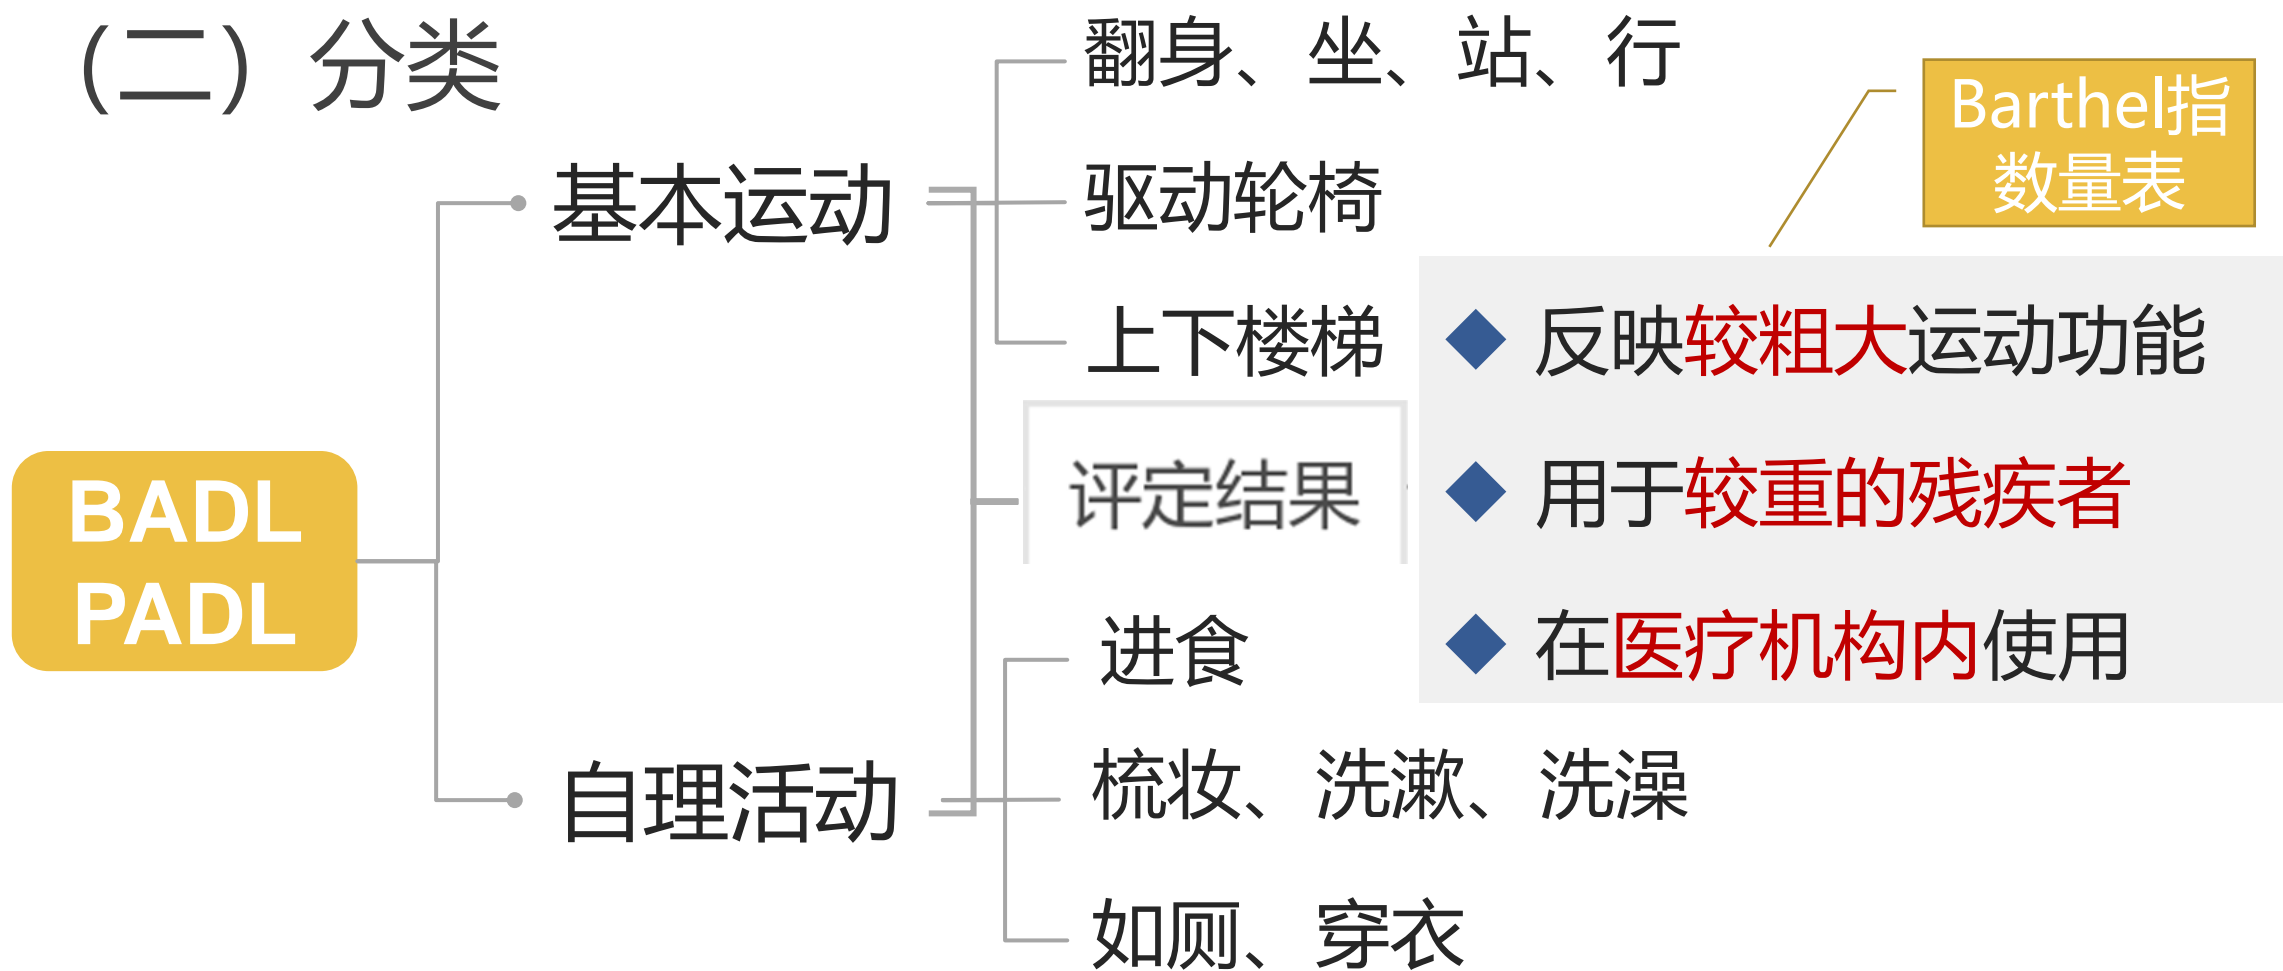 （二）分类
BADL
PADL
基本运动
翻身、坐、站、行
驱动轮椅
上下楼梯
评定结果
Barthel指
数量表
反映较粗大运动功能
用于较重的残疾者
在医疗机构内使用
自理活动
进食
梳妆、洗漱、洗澡
如厕、穿衣